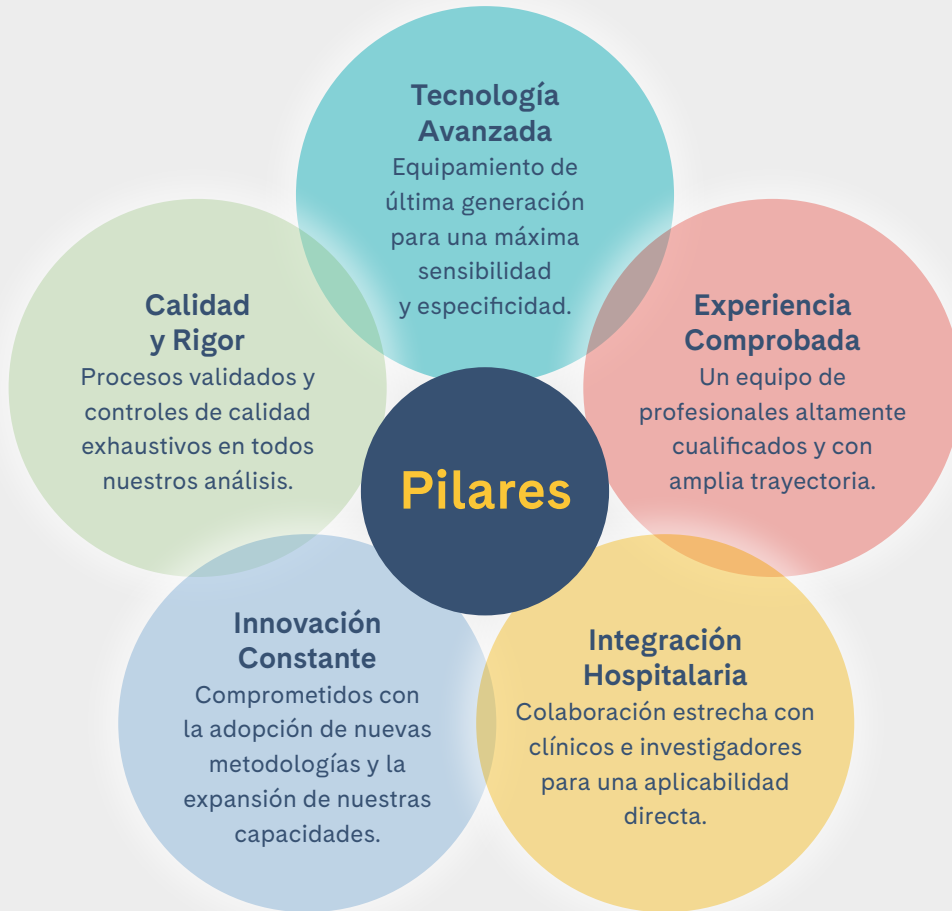 Tecnología
Avanzada
Equipamiento de
última generación
para una máxima
sensibilidad
y especificidad.
Calidad
y Rigor
Procesos validados y
controles de calidad
exhaustivos en todos
nuestros análisis.
Experiencia
Comprobada
Un equipo de
profesionales altamente
cualificados y con
amplia trayectoria.
Pilares
Innovación
Constante
Comprometidos con
la adopción de nuevas
metodologías y la
expansión de nuestras
capacidades.
Integración
Hospitalaria
Colaboración estrecha con
clínicos e investigadores
para una aplicabilidad
directa.